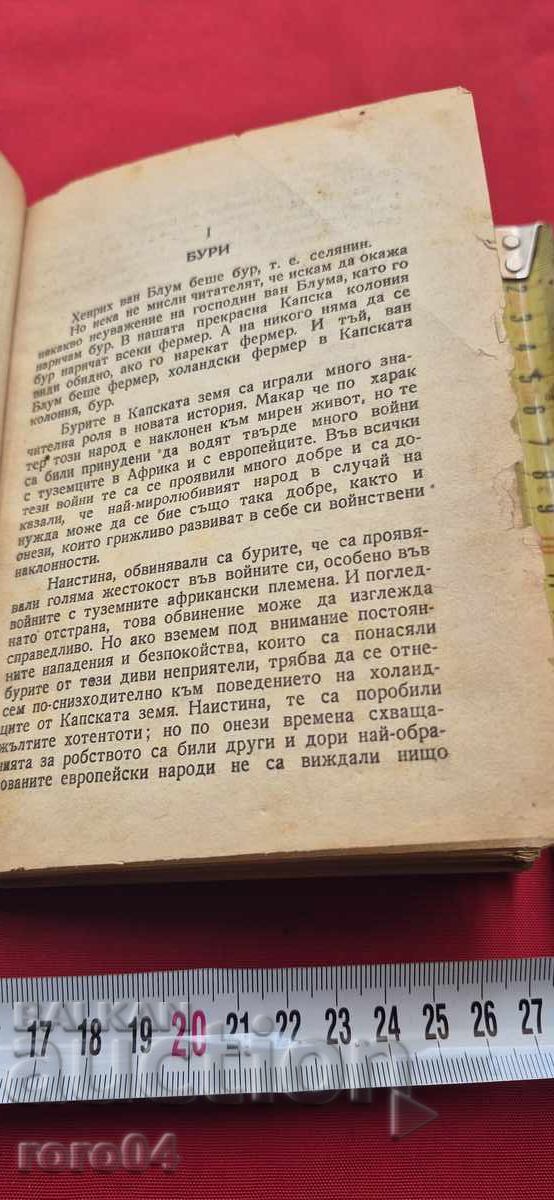 I
БУРИ
Хенрих ван Блум беше бур, т. е. селянин.
Но нека не мисли читателят, че искам да окажа
някакво неуважение на господин ван Блума, като го
наричам бур. В нашата прекрасна Капска колония
бур наричат всеки фермер. А на никого няма да се
види обидно, ако го нарекат фермер. И тъй, ван
Блум беше фермер, холандски фермер в Капската
колония, бур.
Бурите в Капската земя са играли много зна-
чителна роля в новата история. Макар че по харак
тер този народ е наклонен към мирен живот, но те
са били принудени да водят твърде много войни
с туземците в Африка и с европейците. Във всички
тези войни те са се проявили много добре и са до-
казали, че най-миролюбивият народ в случай на
нужда може да се бие също така добре, както и
онези, които грижливо развиват в себе си войнствени
наклонности.
Наистина, обвинявали са бурите, че са проявя-
вали голяма жестокост във войните си, особено във
войните с туземните африкански племена. И поглед-
нато отстрана, това обвинение може да изглежда
справедливо. Но ако вземем под внимание постоян-
ните нападения и безпокойства, които са понасяли
бурите от тези диви неприятели, трябва да се отне-
сем по-снизходително към поведението на холанд-
ците от Капската земя. Наистина, те са поробили
жълтите хотентоти; но по онези времена схваща-
нията за робството са били други и дори най-обра-
зованите европейски народи не са виждали нищо
2 3 4 5 6 7 8 9
17 18 19 20 21 22 23 24 25 26 27
BALKAN
auction
roro04